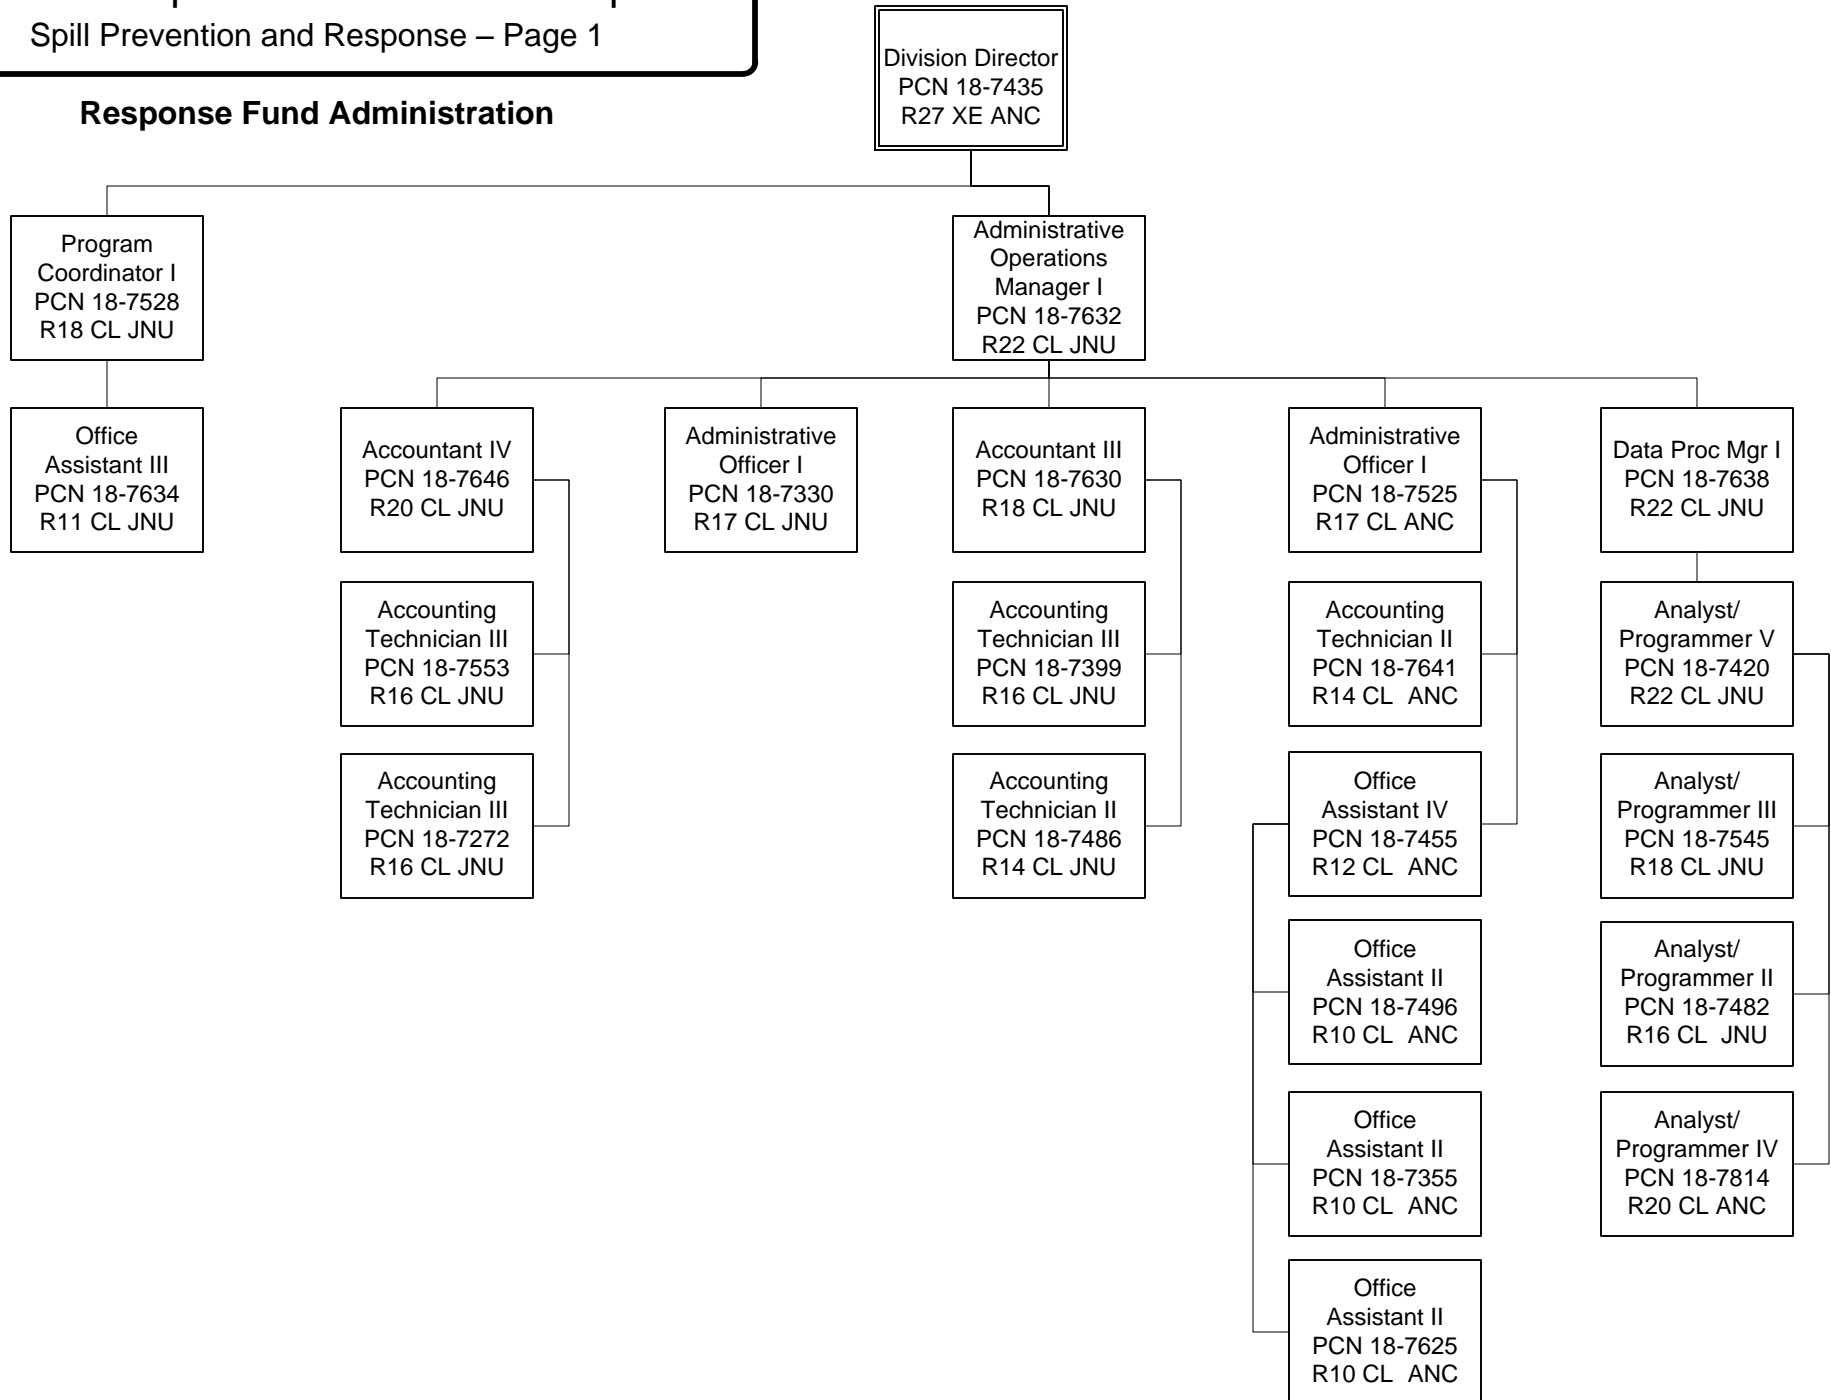 Spill Prevention and Response – Page 1
Response Fund Administration
Division Director
PCN 18-7435
R27 XE ANC
Program
Coordinator I
PCN 18-7528
R18 CL JNU
Administrative
Operations
Manager I
PCN 18-7632
R22 CL JNU
Office
Assistant III
PCN 18-7634
R11 CL JNU
Accountant IV
PCN 18-7646
R20 CL JNU
Administrative
Officer I
PCN 18-7330
R17 CL JNU
Accountant III
PCN 18-7630
R18 CL JNU
Administrative
Officer I
PCN 18-7525
R17 CL ANC
Data Proc Mgr I
PCN 18-7638
R22 CL JNU
Accounting
Technician III
PCN 18-7553
R16 CL JNU
Accounting
Technician III
PCN 18-7399
R16 CL JNU
Accounting
Technician II
PCN 18-7641
R14 CL ANC
Analyst/
Programmer V
PCN 18-7420
R22 CL JNU
Accounting
Technician III
PCN 18-7272
R16 CL JNU
Accounting
Technician II
PCN 18-7486
R14 CL JNU
Office
Assistant IV
PCN 18-7455
R12 CL ANC
Analyst/
Programmer III
PCN 18-7545
R18 CL JNU
Office
Assistant II
PCN 18-7496
R10 CL ANC
Analyst/
Programmer II
PCN 18-7482
R16 CL JNU
Office
Assistant II
PCN 18-7355
R10 CL ANC
Analyst/
Programmer IV
PCN 18-7814
R20 CL ANC
Office
Assistant II
PCN 18-7625
R10 CL ANC